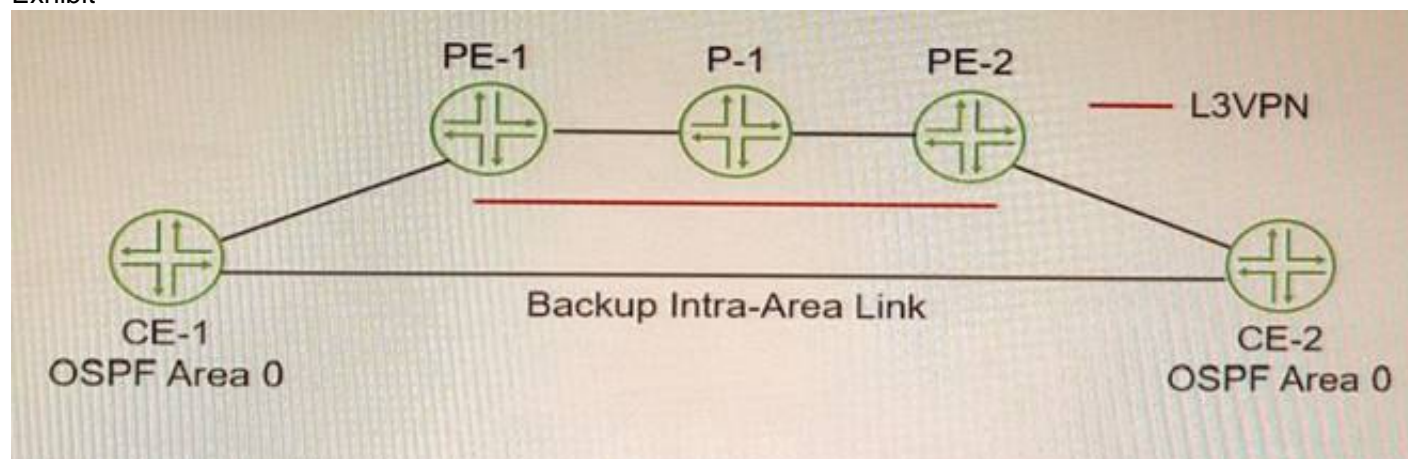 Exhibit
PE-1
P-1
PE-2
L3VPN
Backup Intra-Area Link
CE-1
OSPF Area 0
CE-2
OSPF Area 0